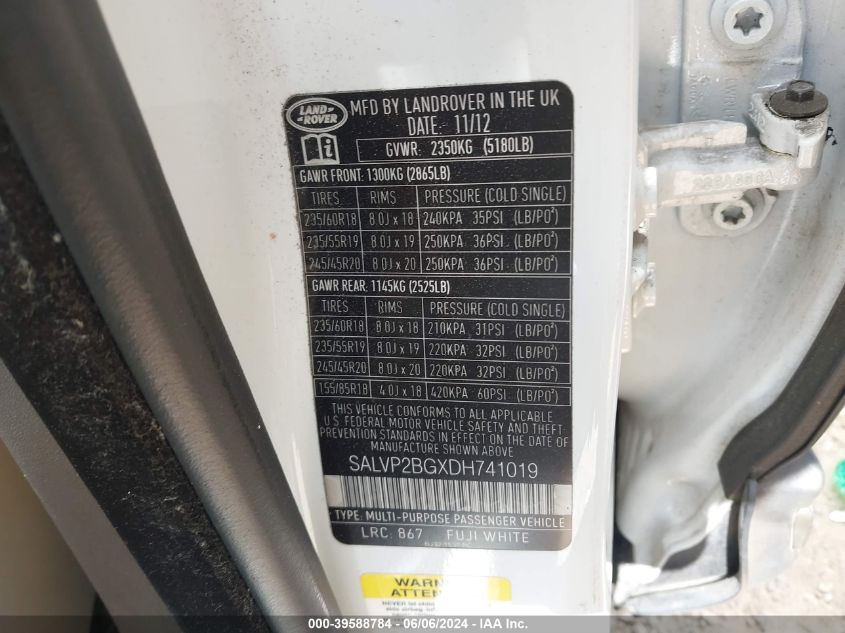 LAND
ROVER
MFD BY LANDROVER IN THE UK
DATE: 11/12
GVWR: 2350KG (5180LB)
GAWR FRONT: 1300KG (2865LB)
TIRES RIMS PRESSURE (COLD SINGLE)
235/60R18 8.0J x 18 240KPA 35PSI (LB/PO²)
235/55R19 8.0J x 19 250KPA 36PSI (LB/PO²)
245/45R20 8.0J x 20 250KPA 36PSI (LB/PO²)
GAWR REAR: 1145KG (2525LB)
TIRES RIMS PRESSURE (COLD SINGLE)
235/60R18 8.0J x 18 210KPA 31PSI (LB/PO²)
235/55R19 8.0J x 19 220KPA 32PSI (LB/PO²)
245/45R20 8.0J x 20 220KPA 32PSI (LB/PO²)
155/85R18 4.0J x 18 420KPA 60PSI (LB/PO²)
THIS VEHICLE CONFORMS TO ALL APPLICABLE
U.S. FEDERAL MOTOR VEHICLE SAFETY AND THEFT
PREVENTION STANDARDS IN EFFECT ON THE DATE OF
MANUFACTURE SHOWN ABOVE
SALVP2BGXDH741019
TYPE: MULTI-PURPOSE PASSENGER VEHICLE
LRC 867 FUJI WHITE
WARN
ATTEN
NEVER let child
side airbag
000-39588784 - 06/06/2024 - IAA Inc.